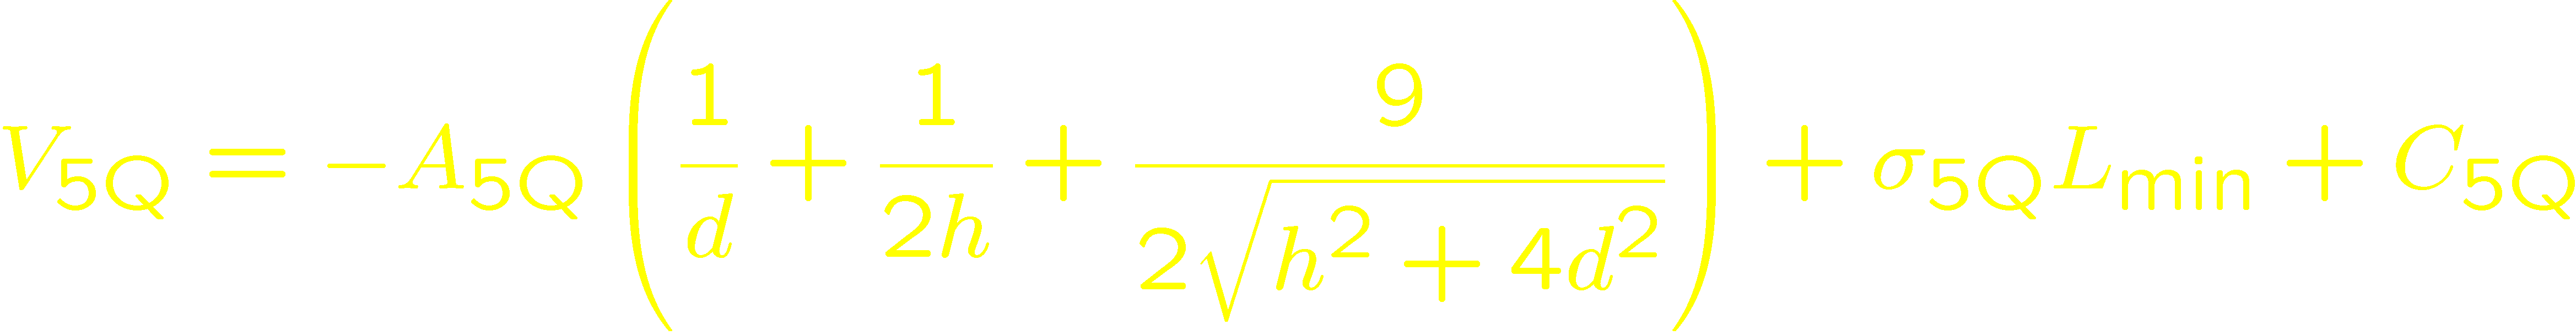 $V_{5Q} = -A_{5Q} \left( \frac{1}{d} + \frac{1}{2h} + \frac{9}{2\sqrt{h^2 + 4d^2}} \right) + \sigma_{5Q} L_{\min} + C_{5Q}$